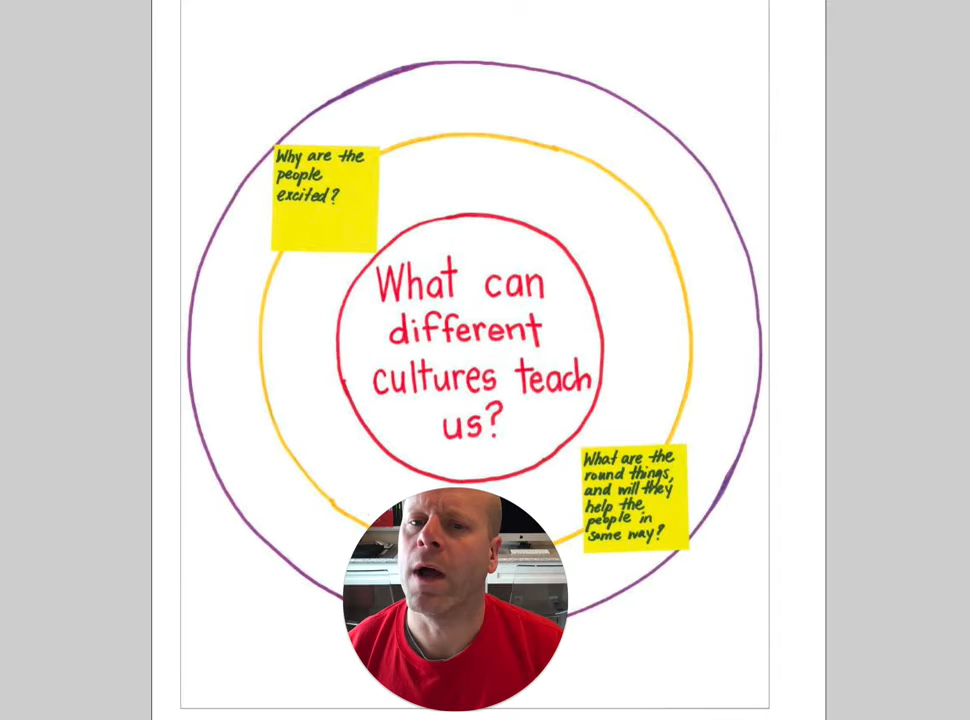 Why are the
people
excited?
What can
different
cultures teach
us?
What are the
round things,
and will they
help the
people in
some way?